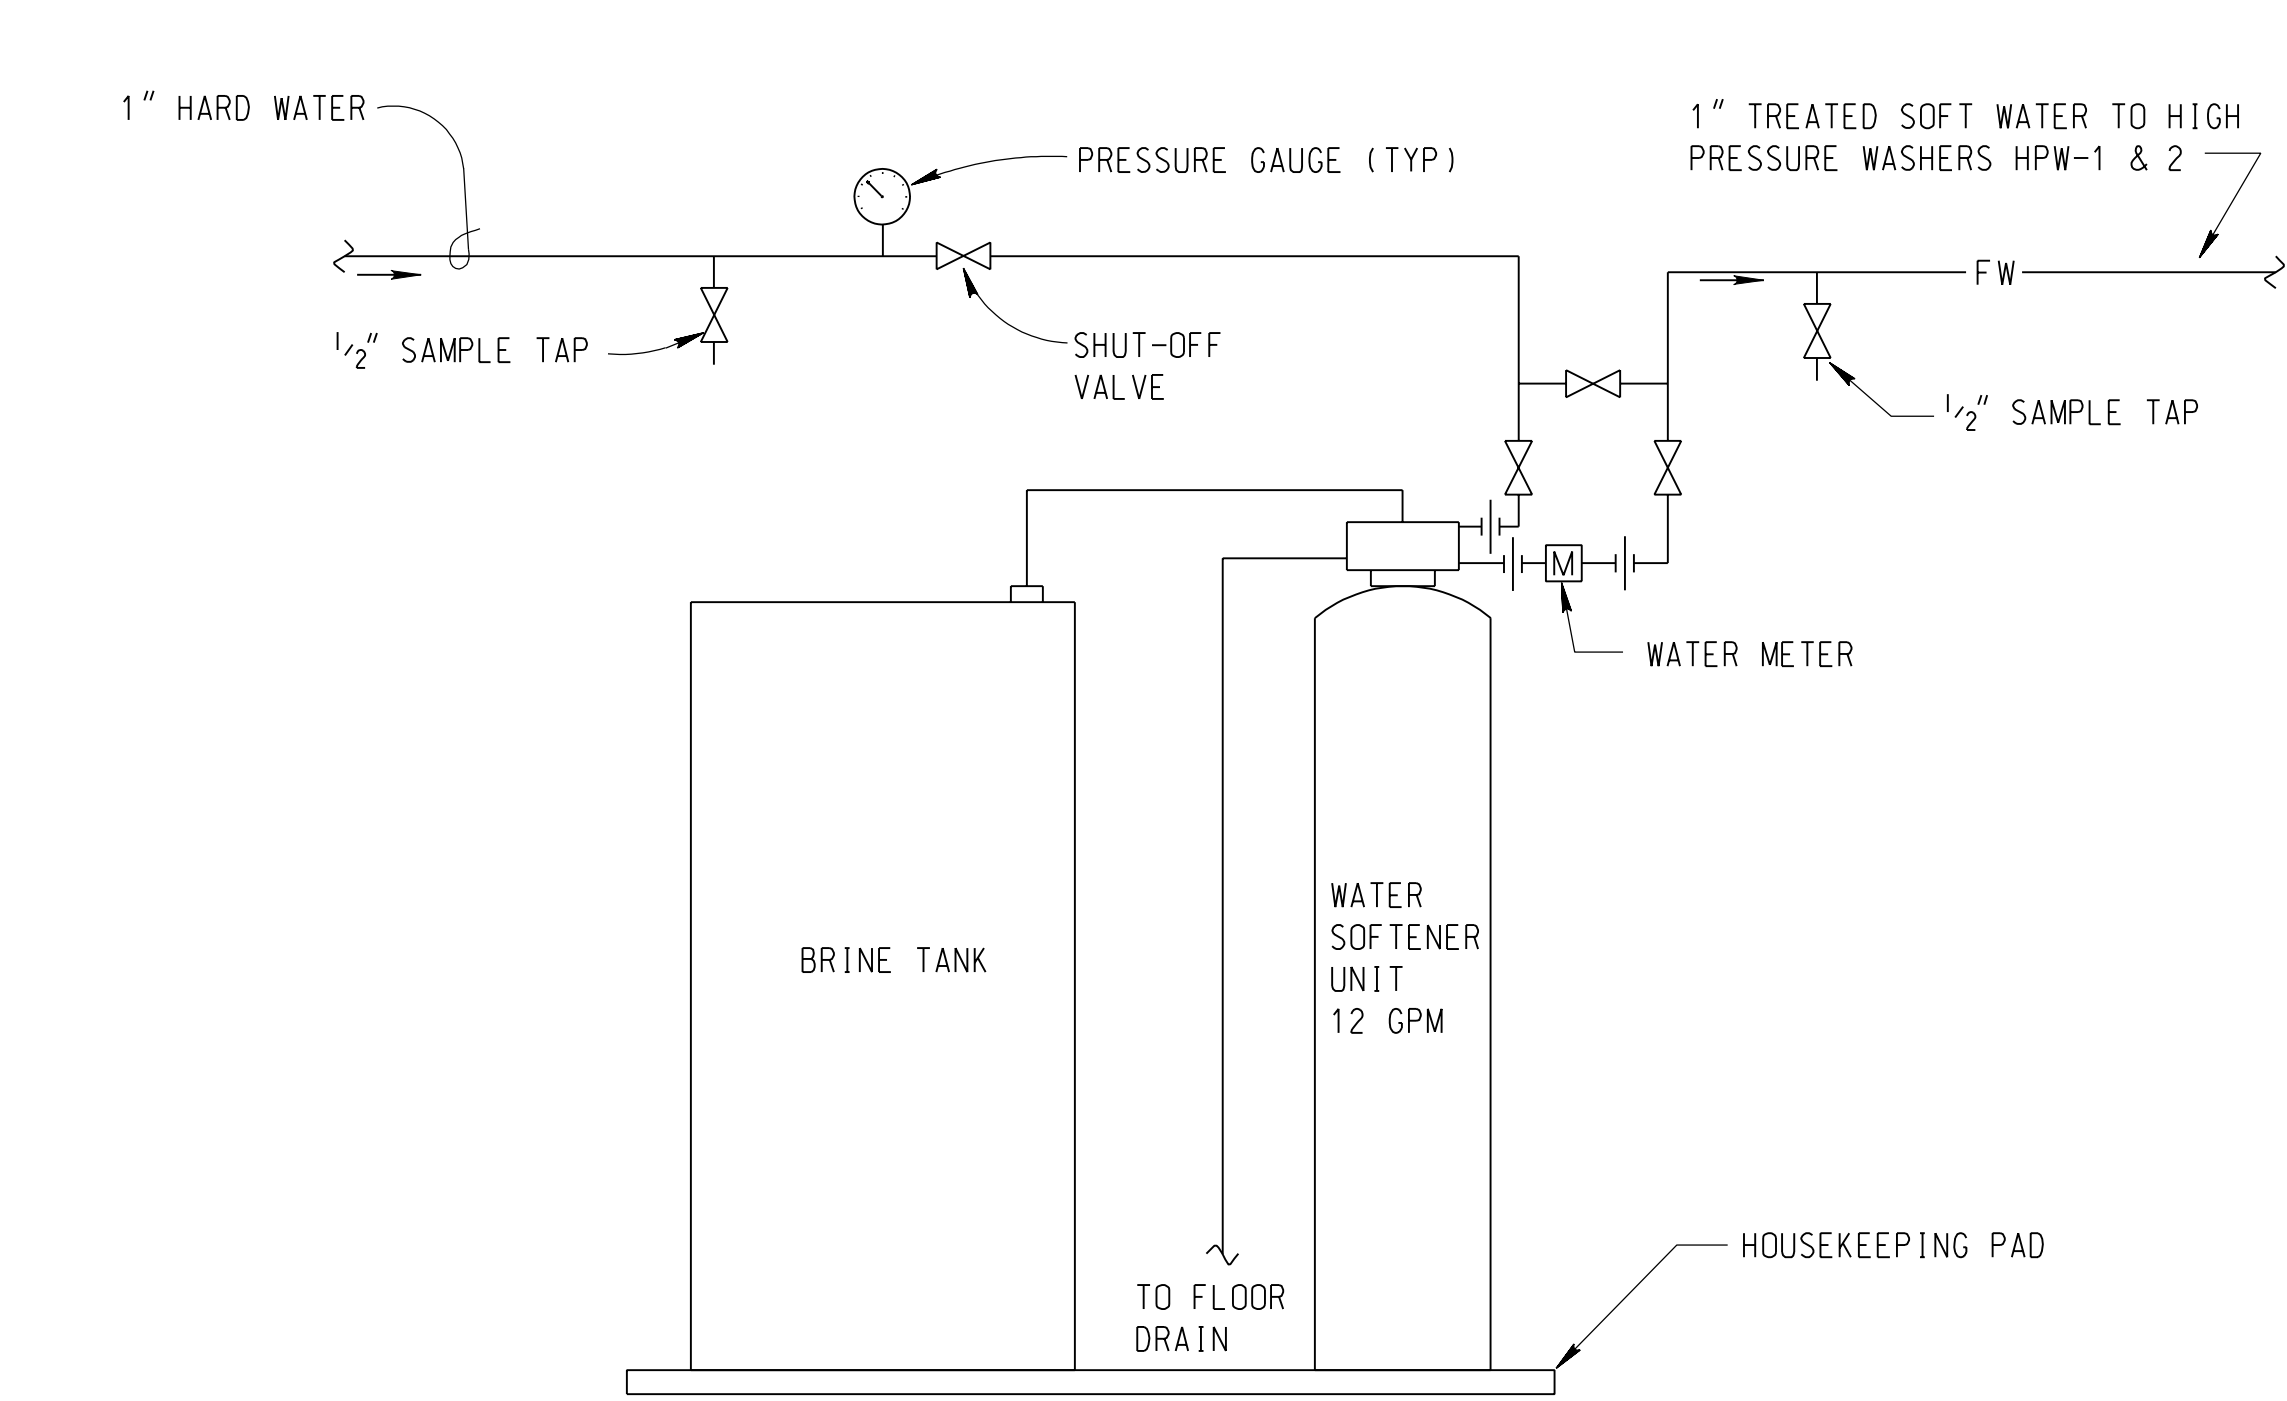 1" HARD WATER
1" TREATED SOFT WATER TO HIGH
PRESSURE WASHERS HPW-1 & 2
PRESSURE GAUGE (TYP)
FW
1/2" SAMPLE TAP
SHUT-OFF
VALVE
1/2" SAMPLE TAP
M
WATER METER
WATER
SOFTENER
UNIT
12 GPM
BRINE TANK
HOUSEKEEPING PAD
TO FLOOR
DRAIN